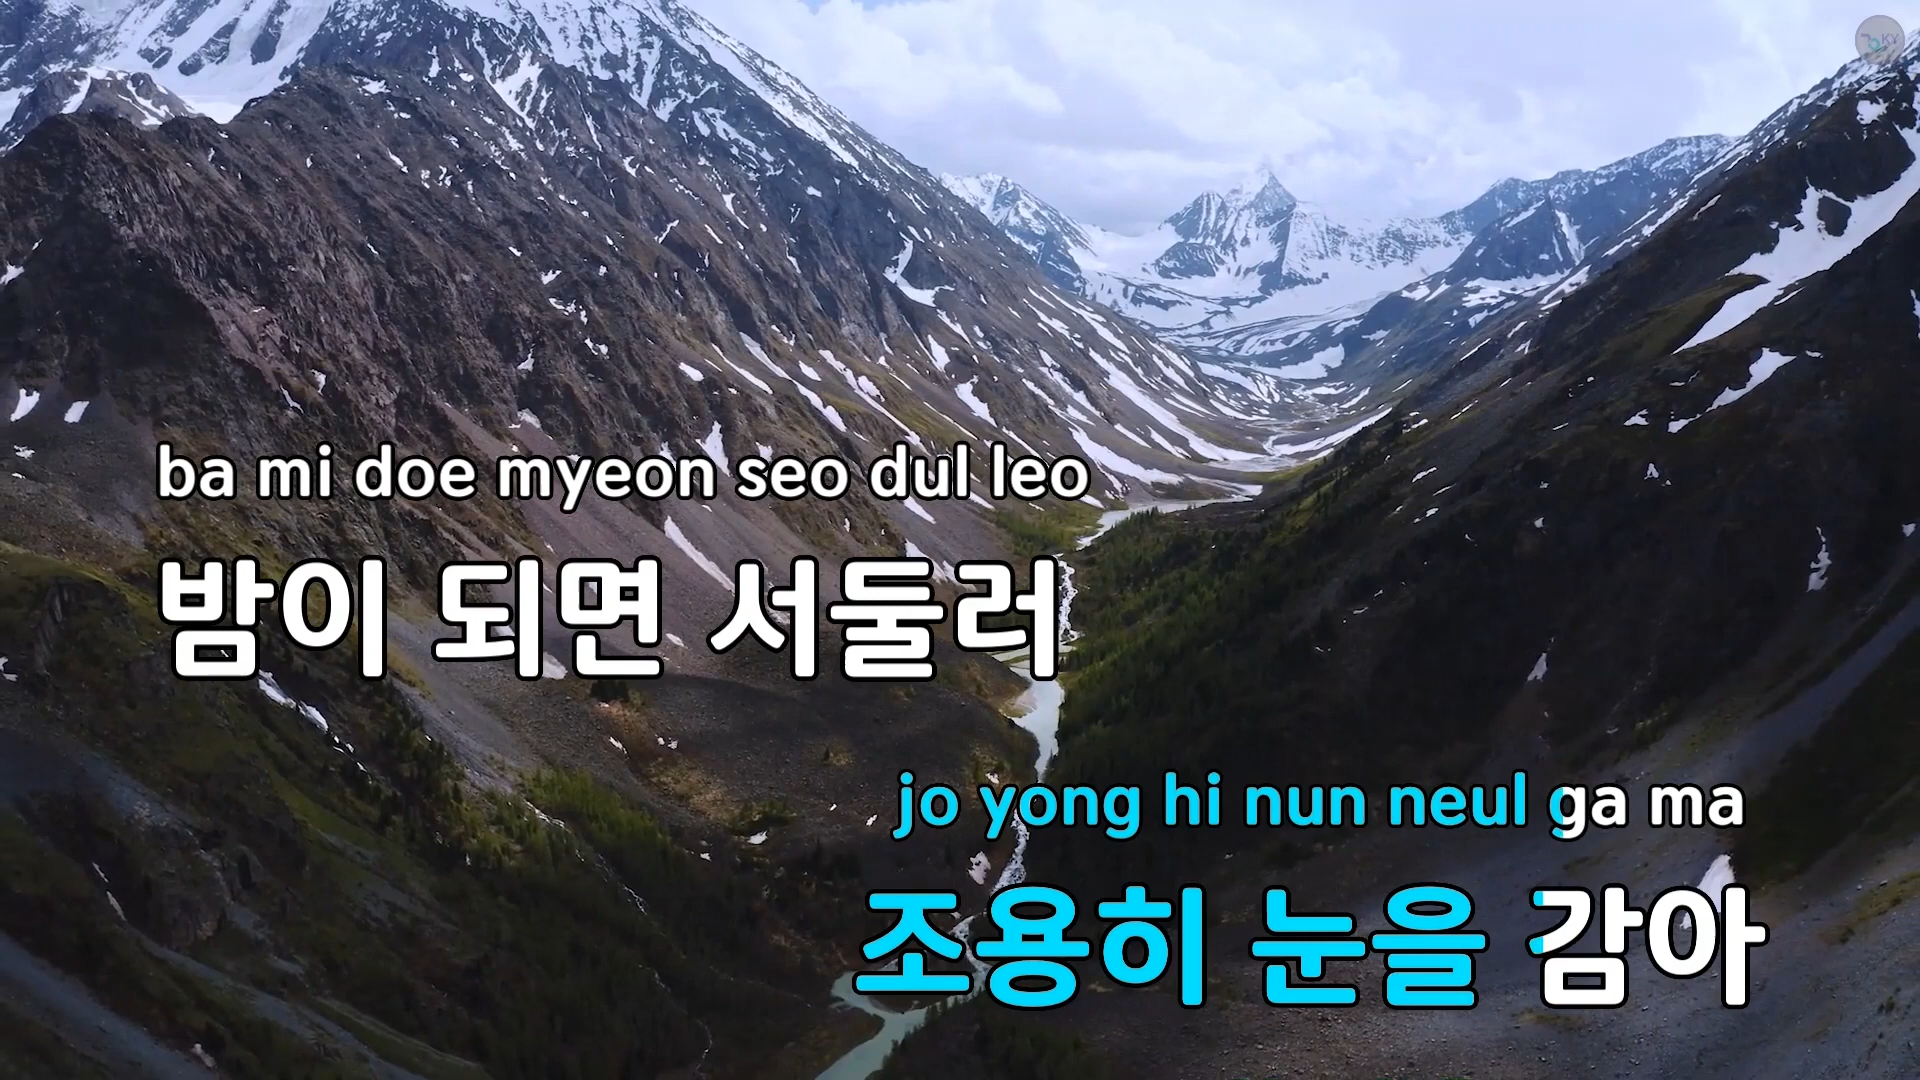 ba mi doe myeon seo dul leo
밤이 되면 서둘러
jo yong hi nun neul ga ma
조용히 눈을 감아
KY